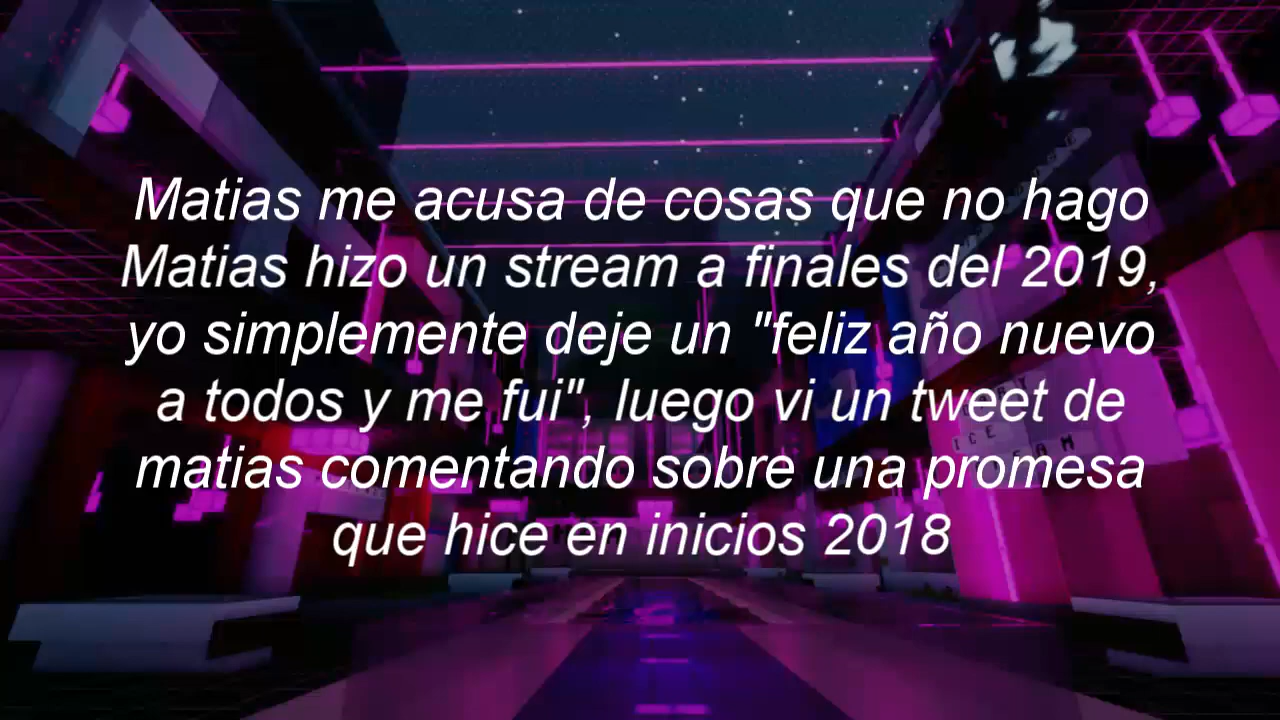 Matias me acusa de cosas que no hago
Matias hizo un stream a finales del 2019,
yo simplemente deje un "feliz año nuevo
a todos y me fui", luego vi un tweet de
matias comentando sobre una promesa
que hice en inicios 2018
ICE